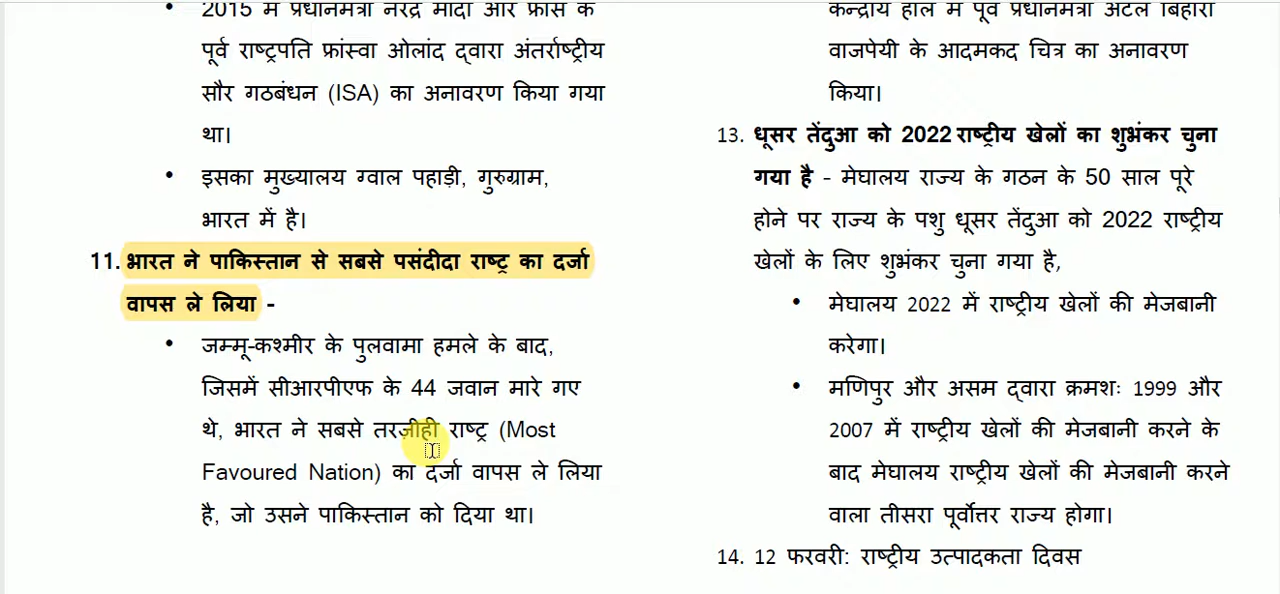 2015 में प्रधानमंत्री नरेंद्र मोदी और फ्रांस के
पूर्व राष्ट्रपति फ्रांस्वा ओलांद द्वारा अंतर्राष्ट्रीय
सौर गठबंधन (ISA) का अनावरण किया गया
था।
• इसका मुख्यालय ग्वाल पहाड़ी, गुरुग्राम,
भारत में है।
11. भारत ने पाकिस्तान से सबसे पसंदीदा राष्ट्र का दर्जा
वापस ले लिया -
• जम्मू-कश्मीर के पुलवामा हमले के बाद,
जिसमें सीआरपीएफ के 44 जवान मारे गए
थे, भारत ने सबसे तरजीही राष्ट्र (Most
Favoured Nation) का दर्जा वापस ले लिया
है, जो उसने पाकिस्तान को दिया था।
केन्द्रीय हॉल में पूर्व प्रधानमंत्री अटल बिहारी
वाजपेयी के आदमकद चित्र का अनावरण
किया।
13. धूसर तेंदुआ को 2022 राष्ट्रीय खेलों का शुभंकर चुना
गया है - मेघालय राज्य के गठन के 50 साल पूरे
होने पर राज्य के पशु धूसर तेंदुआ को 2022 राष्ट्रीय
खेलों के लिए शुभंकर चुना गया है,
• मेघालय 2022 में राष्ट्रीय खेलों की मेजबानी
करेगा।
• मणिपुर और असम द्वारा क्रमशः 1999 और
2007 में राष्ट्रीय खेलों की मेजबानी करने के
बाद मेघालय राष्ट्रीय खेलों की मेजबानी करने
वाला तीसरा पूर्वोत्तर राज्य होगा।
14. 12 फरवरी: राष्ट्रीय उत्पादकता दिवस